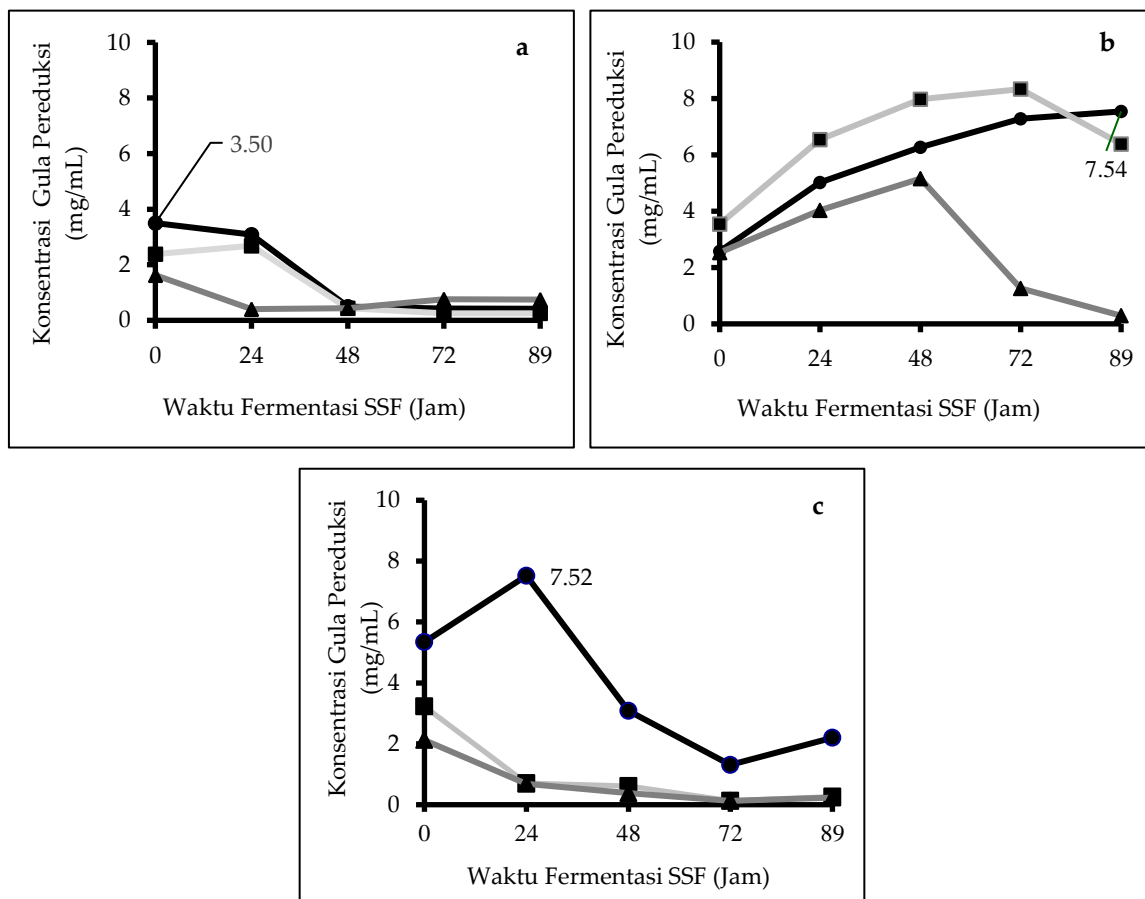 a
Konsentrasi Gula Pereduksi
(mg/mL)
10
8
6
4
2
0
3.50
0 24 48 72 89
Waktu Fermentasi SSF (Jam)
b
Konsentrasi Gula Pereduksi
(mg/mL)
10
8
6
4
2
0
7.54
0 24 48 72 89
Waktu Fermentasi SSF (Jam)
c
Konsentrasi Gula Pereduksi
(mg/mL)
10
8
6
4
2
0
7.52
0 24 48 72 89
Waktu Fermentasi SSF (Jam)